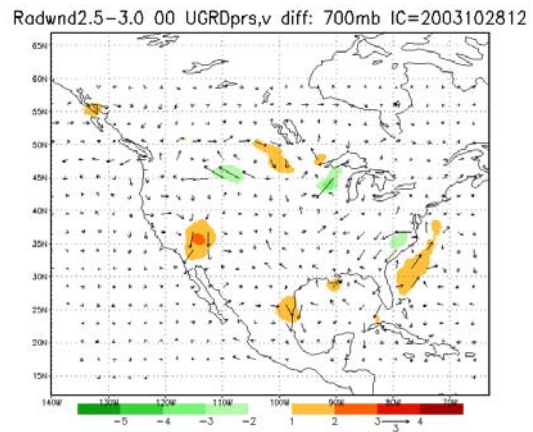 Radwnd2.5-3.0 00 UGRDprs,v diff: 700mb IC=2003102812
65N
60N
55N
50N
45N
40N
35N
30N
25N
20N
15N
140W 130W 120W 110W 100W 90W 80W 70W
-5 -4 -3 -2 1 2 3 4
3